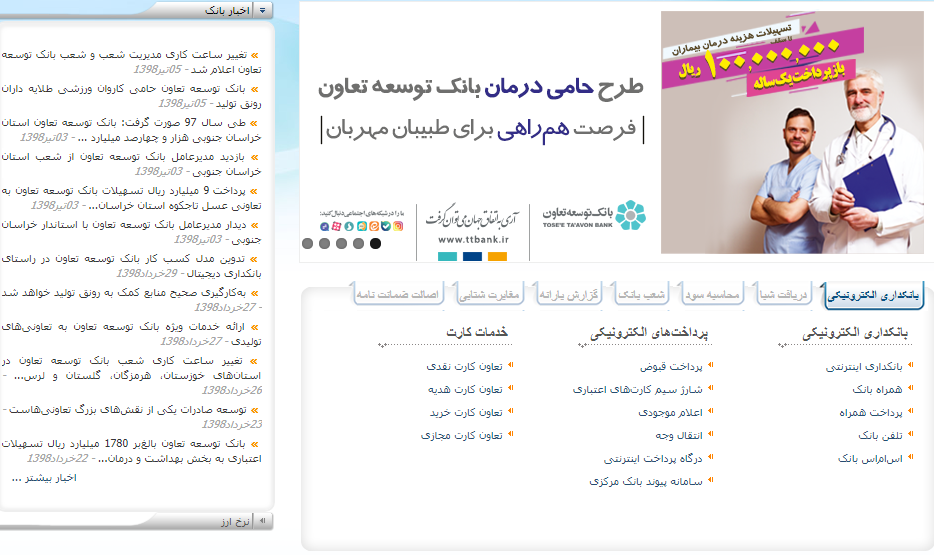 تسهیلات هزینه درمان بیماران
تا سقف
۱۰۰,۰۰۰,۰۰۰ ریال
بازپرداخت یک ساله
طرح حامی درمان بانک توسعه تعاون
| فرصت هم‌راهی برای طبیبان مهربان |
بانک توسعه تعاون
TOSE'E TA'AVON BANK
آری به اتفاق جهان می‌توان گرفت
www.ttbank.ir
ما را در شبکه‌های اجتماعی دنبال کنید:
بانکداری الکترونیکی
دریافت شبا
محاسبه سود
شعب بانک
گزارش یارانه
مغایرت شتابی
اصالت ضمانت نامه
بانکداری الکترونیکی
بانکداری اینترنتی
همراه بانک
پرداخت همراه
تلفن بانک
اس‌ام‌اس بانک
پرداخت‌های الکترونیکی
پرداخت قبوض
شارژ سیم کارت‌های اعتباری
اعلام موجودی
انتقال وجه
درگاه پرداخت اینترنتی
سامانه پیوند بانک مرکزی
خدمات کارت
تعاون کارت نقدی
تعاون کارت هدیه
تعاون کارت خرید
تعاون کارت مجازی
اخبار بانک
» تغییر ساعت کاری مدیریت شعب و شعب بانک توسعه
تعاون اعلام شد - 05تیر1398
» بانک توسعه تعاون حامی کاروان ورزشی طلایه داران
رونق تولید - 05تیر1398
» طی سال 97 صورت گرفت: بانک توسعه تعاون استان
خراسان جنوبی هزار و چهارصد میلیارد ... - 03تیر1398
» بازدید مدیرعامل بانک توسعه تعاون از شعب استان
خراسان جنوبی - 03تیر1398
» پرداخت 9 میلیارد ریال تسهیلات بانک توسعه تعاون به
تعاونی عسل تاجکوه استان خراسان... - 03تیر1398
» دیدار مدیرعامل بانک توسعه تعاون با استاندار خراسان
جنوبی - 03تیر1398
» تدوین مدل کسب کار بانک توسعه تعاون در راستای
بانکداری دیجیتال - 29خرداد1398
» به‌کارگیری صحیح منابع کمک به رونق تولید خواهد شد
- 27خرداد1398
» ارائه خدمات ویژه بانک توسعه تعاون به تعاونی‌های
تولیدی - 27خرداد1398
» تغییر ساعت کاری شعب بانک توسعه تعاون در
استان‌های خوزستان، هرمزگان، گلستان و لرس... -
26خرداد1398
» توسعه صادرات یکی از نقش‌های بزرگ تعاونی‌هاست -
23خرداد1398
» بانک توسعه تعاون بالغ‌بر 1780 میلیارد ریال تسهیلات
اعتباری به بخش بهداشت و درمان... - 22خرداد1398
اخبار بیشتر ...
نرخ ارز